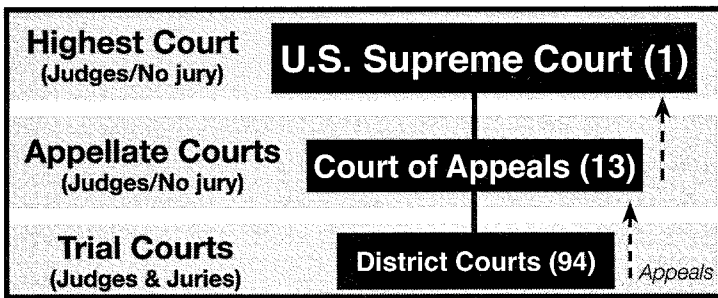 Highest Court
(Judges/No jury)
U.S. Supreme Court (1)
Appellate Courts
(Judges/No jury)
Court of Appeals (13)
Trial Courts
(Judges & Juries)
District Courts (94)
Appeals